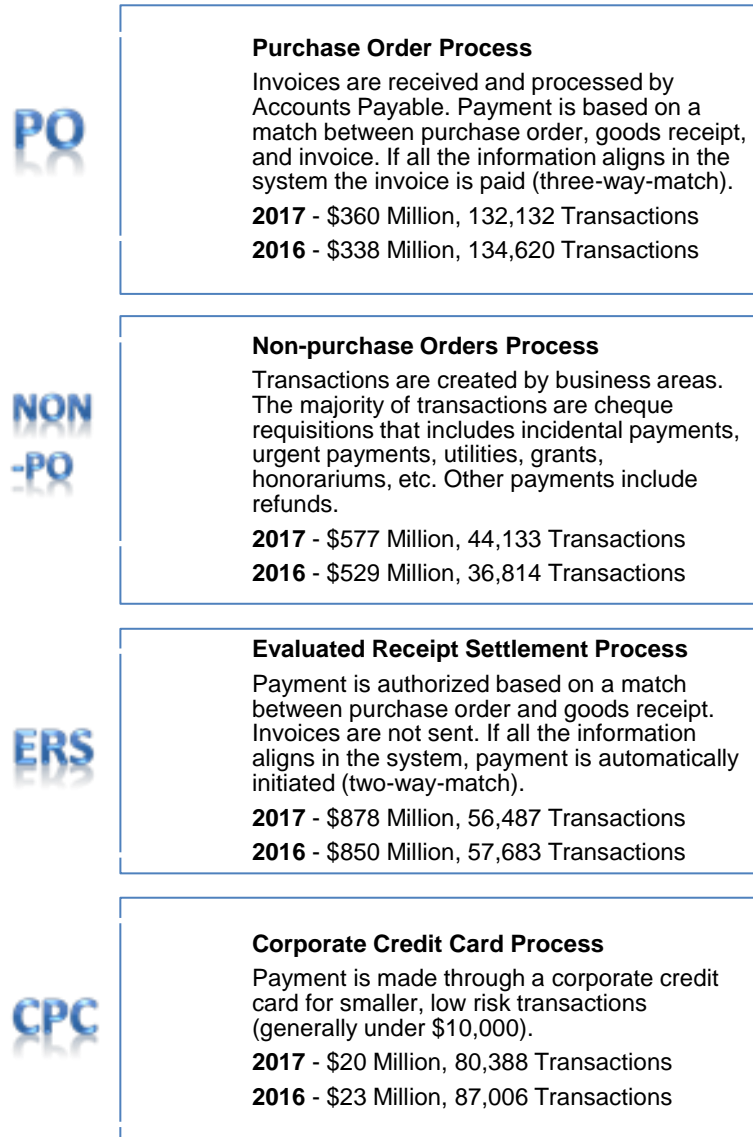 PO
Purchase Order Process
Invoices are received and processed by
Accounts Payable. Payment is based on a
match between purchase order, goods receipt,
and invoice. If all the information aligns in the
system the invoice is paid (three-way-match).
2017 - $360 Million, 132,132 Transactions
2016 - $338 Million, 134,620 Transactions
NON
-PO
Non-purchase Orders Process
Transactions are created by business areas.
The majority of transactions are cheque
requisitions that includes incidental payments,
urgent payments, utilities, grants,
honorariums, etc. Other payments include
refunds.
2017 - $577 Million, 44,133 Transactions
2016 - $529 Million, 36,814 Transactions
ERS
Evaluated Receipt Settlement Process
Payment is authorized based on a match
between purchase order and goods receipt.
Invoices are not sent. If all the information
aligns in the system, payment is automatically
initiated (two-way-match).
2017 - $878 Million, 56,487 Transactions
2016 - $850 Million, 57,683 Transactions
CPC
Corporate Credit Card Process
Payment is made through a corporate credit
card for smaller, low risk transactions
(generally under $10,000).
2017 - $20 Million, 80,388 Transactions
2016 - $23 Million, 87,006 Transactions